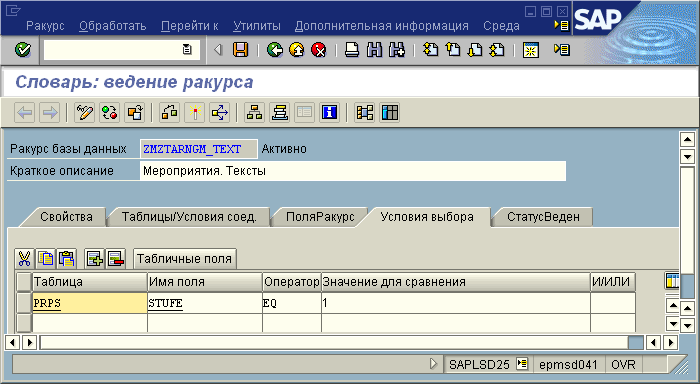 Ракурс Обработать Перейти к Утилиты Дополнительная информация Среда SAP
Словарь: ведение ракурса
Ракурс базы данных ZMZTARNGM_TEXT Активно
Краткое описание Мероприятия. Тексты
Свойства Таблицы/Условия соед. ПоляРакурс Условия выбора СтатусВеден
Табличные поля
Таблица Имя поля Оператор Значение для сравнения И/ИЛИ
PRPS STUFE EQ 1
SAPLSD25 epmsd041 OVR